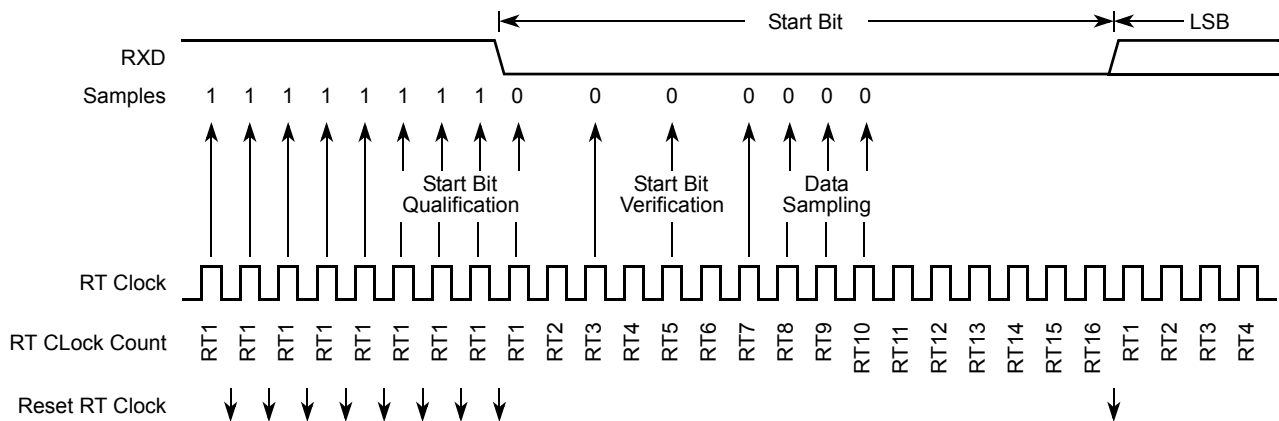 Start Bit LSB
RXD
Samples 1 1 1 1 1 1 1 1 0 0 0 0 0 0 0
Start Bit Qualification
Start Bit Verification
Data Sampling
RT Clock
RT CLock Count RT1 RT1 RT1 RT1 RT1 RT1 RT1 RT1 RT1 RT2 RT3 RT4 RT5 RT6 RT7 RT8 RT9 RT10 RT11 RT12 RT13 RT14 RT15 RT16 RT1 RT2 RT3 RT4
Reset RT Clock